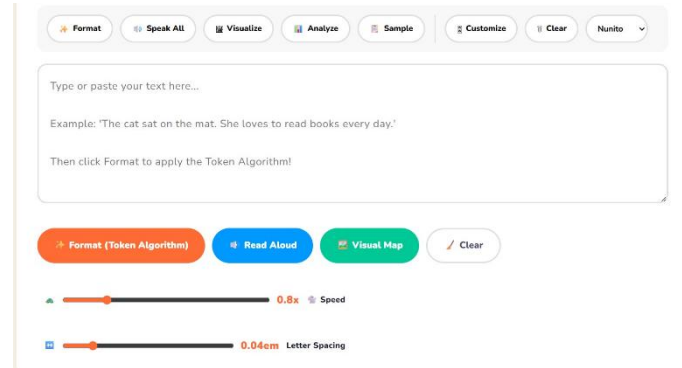 Format Speak All Visualize Analyze Sample Customize Clear Nunito
Type or paste your text here...
Example: 'The cat sat on the mat. She loves to read books every day.'
Then click Format to apply the Token Algorithm!
Format (Token Algorithm) Read Aloud Visual Map Clear
0.8x Speed
0.04em Letter Spacing